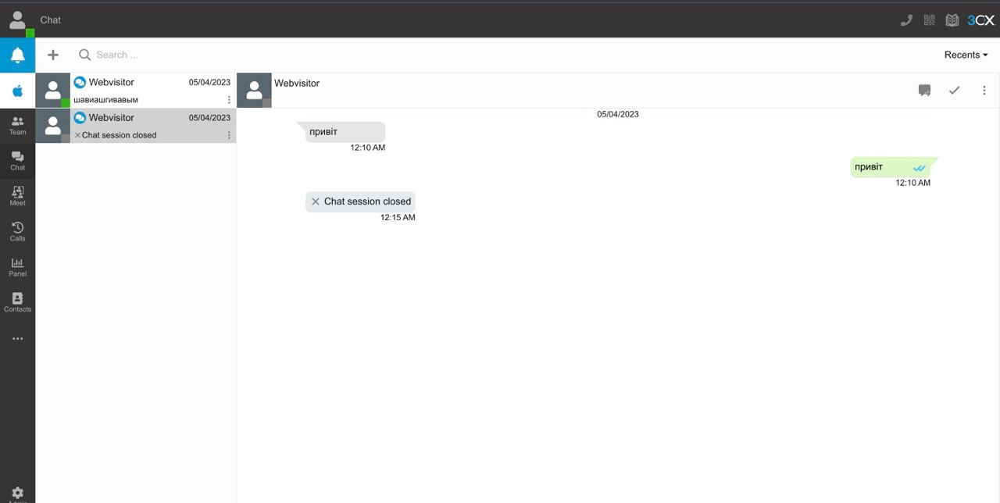 Chat
3CX
Search ...
Recents
Webvisitor 05/04/2023
шавиашгивавым
Webvisitor 05/04/2023
Chat session closed
Team
Chat
Meet
Calls
Panel
Contacts
Webvisitor
05/04/2023
привіт
12:10 AM
привіт
12:10 AM
Chat session closed
12:15 AM